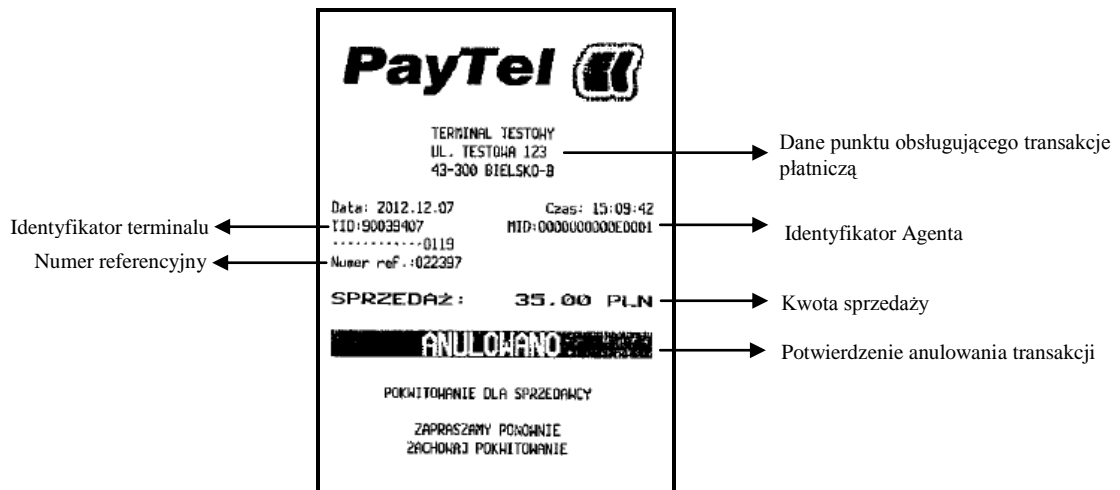 PayTel
TERMINAL TESTOWY
UL. TESTOWA 123
43-300 BIELSKO-B
Dane punktu obsługującego transakcje
płatniczą
Data: 2012.12.07 Czas: 15:09:42
Identyfikator terminalu
TID:90039407 MID:0000000000E0001
Identyfikator Agenta
············0119
Numer referencyjny
Numer ref.:022397
SPRZEDAŻ: 35.00 PLN
Kwota sprzedaży
ANULOWANO
Potwierdzenie anulowania transakcji
POKWITOWANIE DLA SPRZEDAWCY
ZAPRASZAMY PONOWNIE
ZACHOWAJ POKWITOWANIE